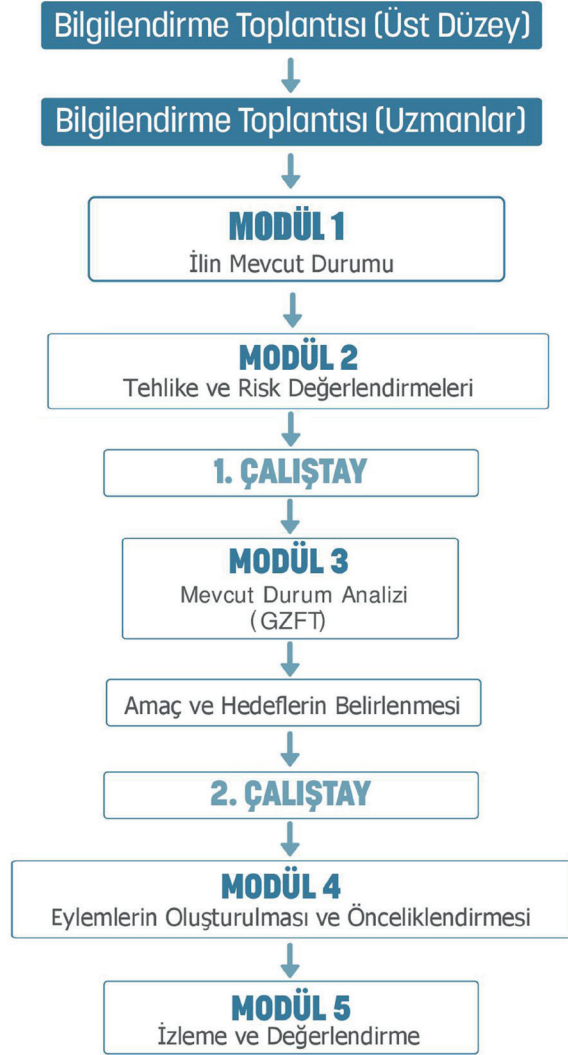 Bilgilendirme Toplantısı (Üst Düzey)
Bilgilendirme Toplantısı (Uzmanlar)
MODÜL 1
İlin Mevcut Durumu
MODÜL 2
Tehlike ve Risk Değerlendirmeleri
1. ÇALIŞTAY
MODÜL 3
Mevcut Durum Analizi
(GZFT)
Amaç ve Hedeflerin Belirlenmesi
2. ÇALIŞTAY
MODÜL 4
Eylemlerin Oluşturulması ve Önceliklendirmesi
MODÜL 5
İzleme ve Değerlendirme